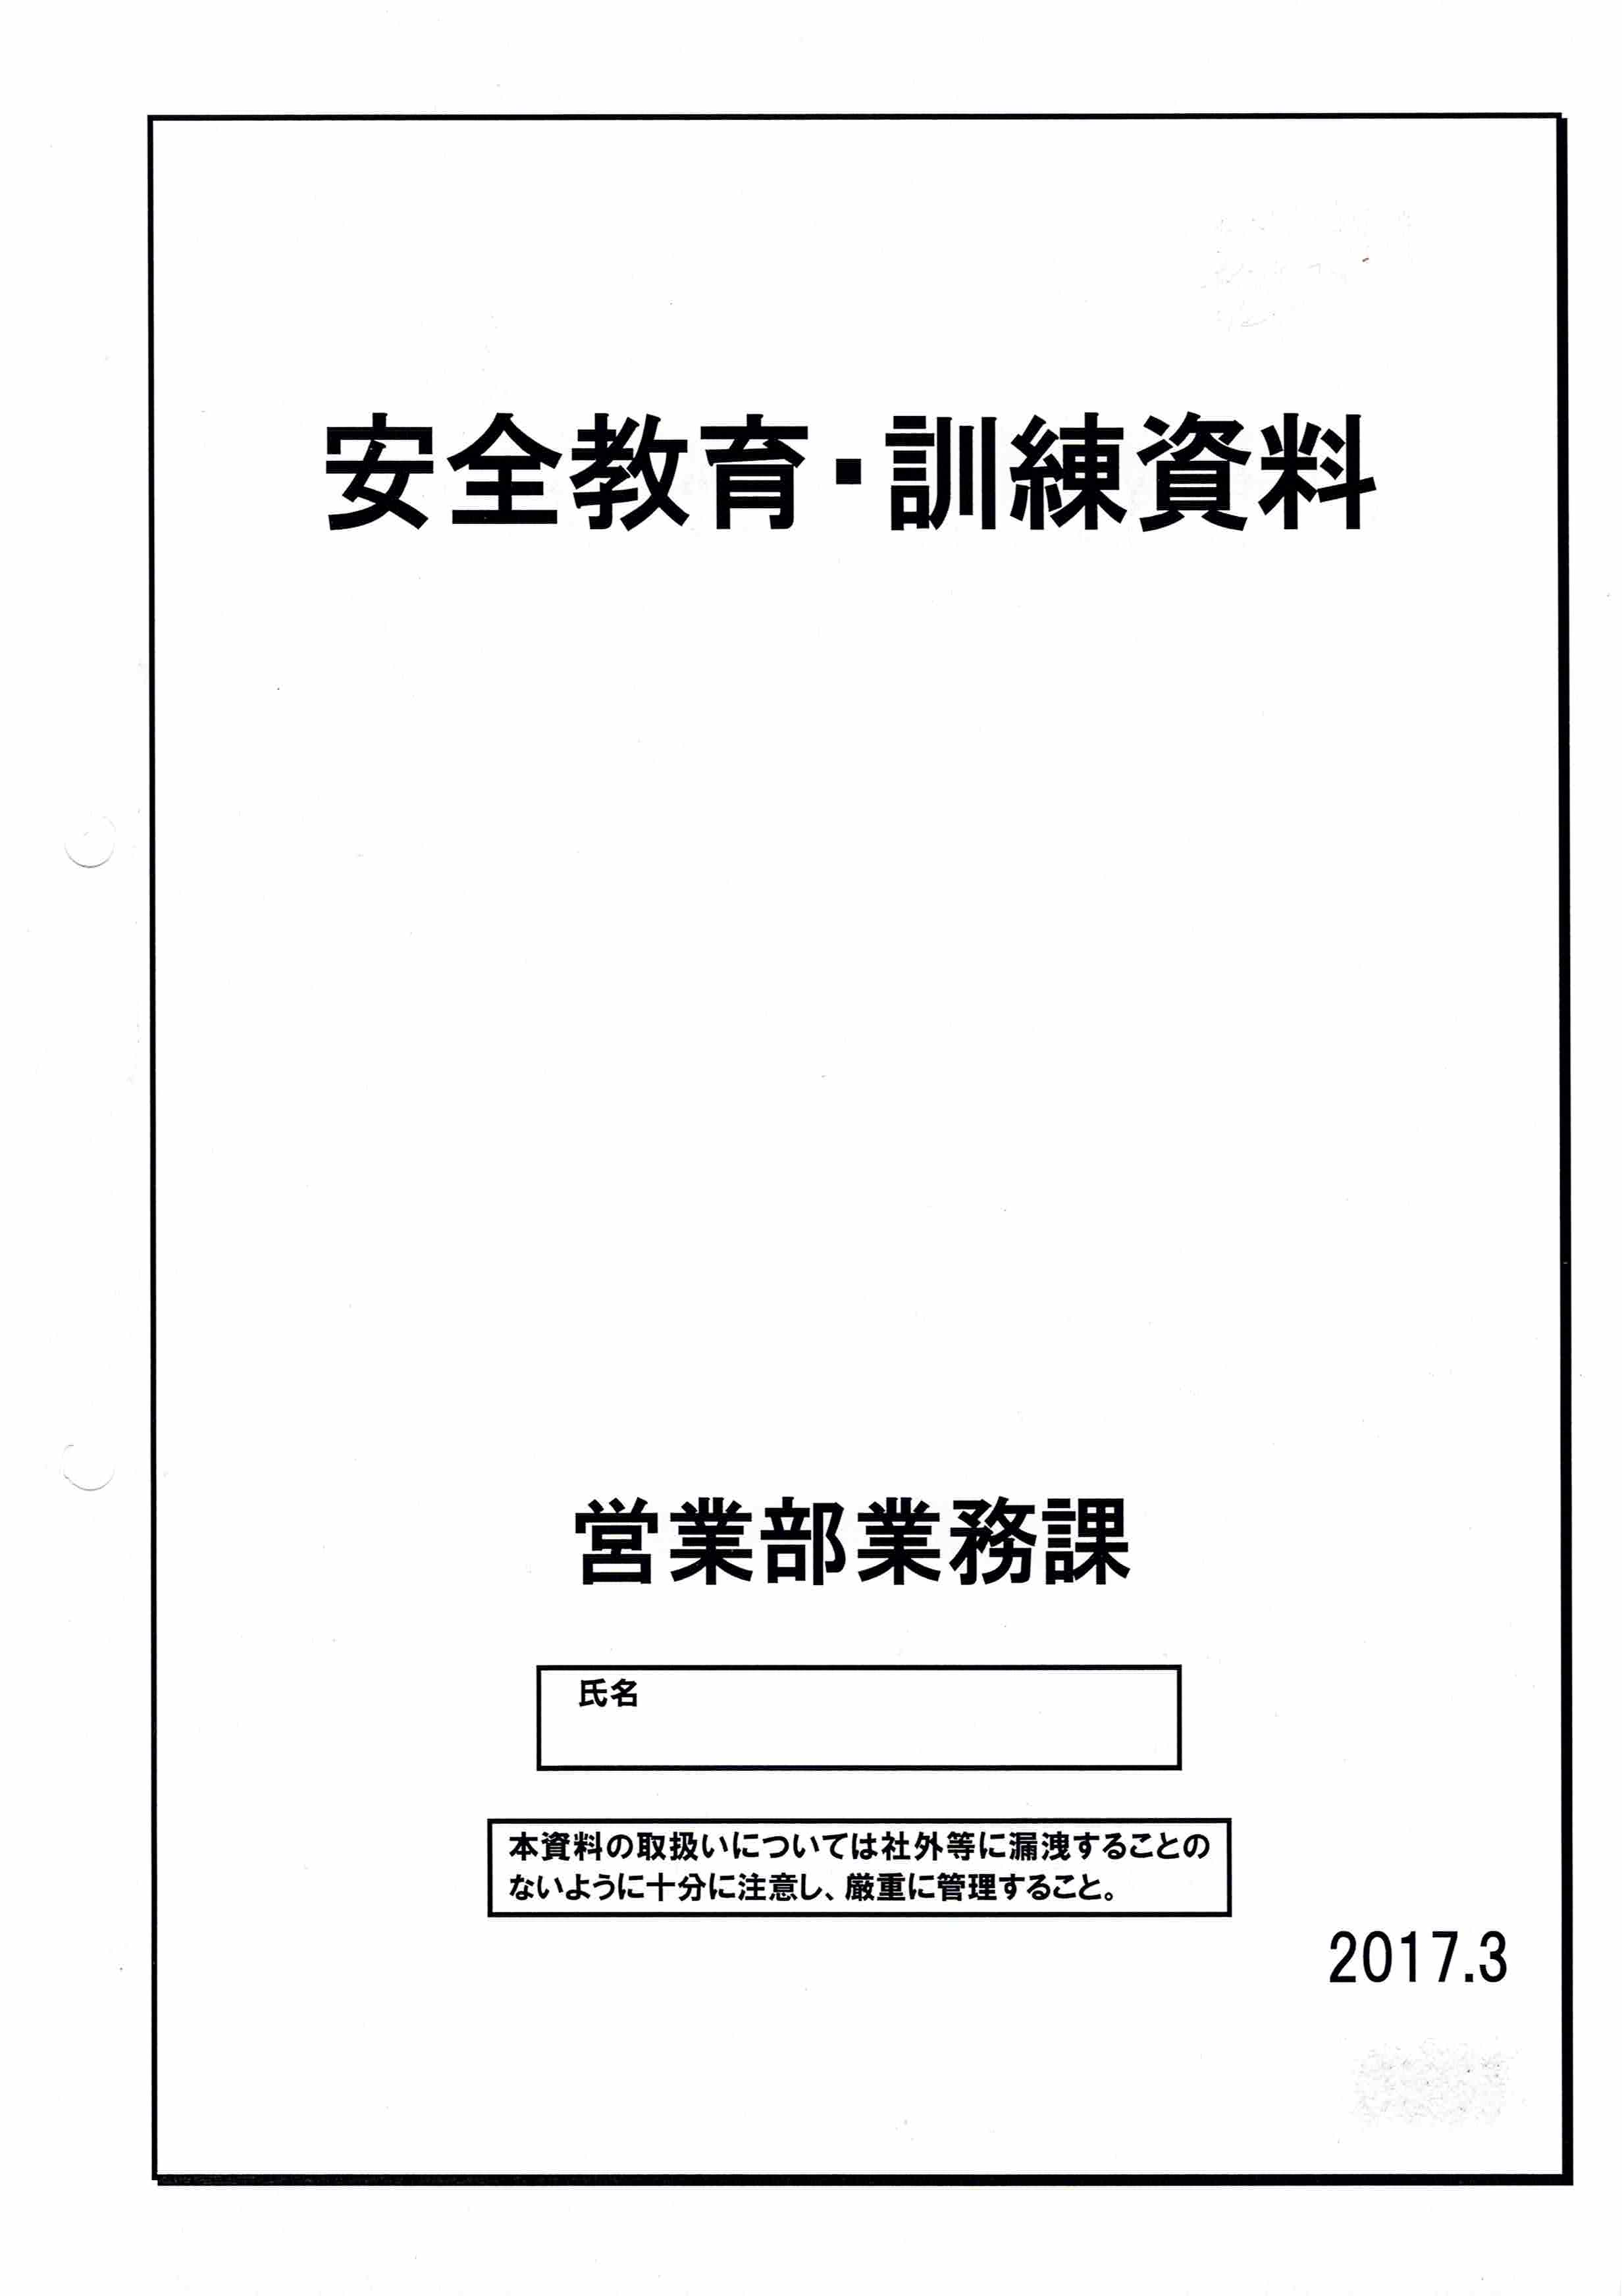 安全教育・訓練資料
営業部業務課
氏名
本資料の取扱いについては社外等に漏洩することの
ないように十分に注意し、厳重に管理すること。
2017.3